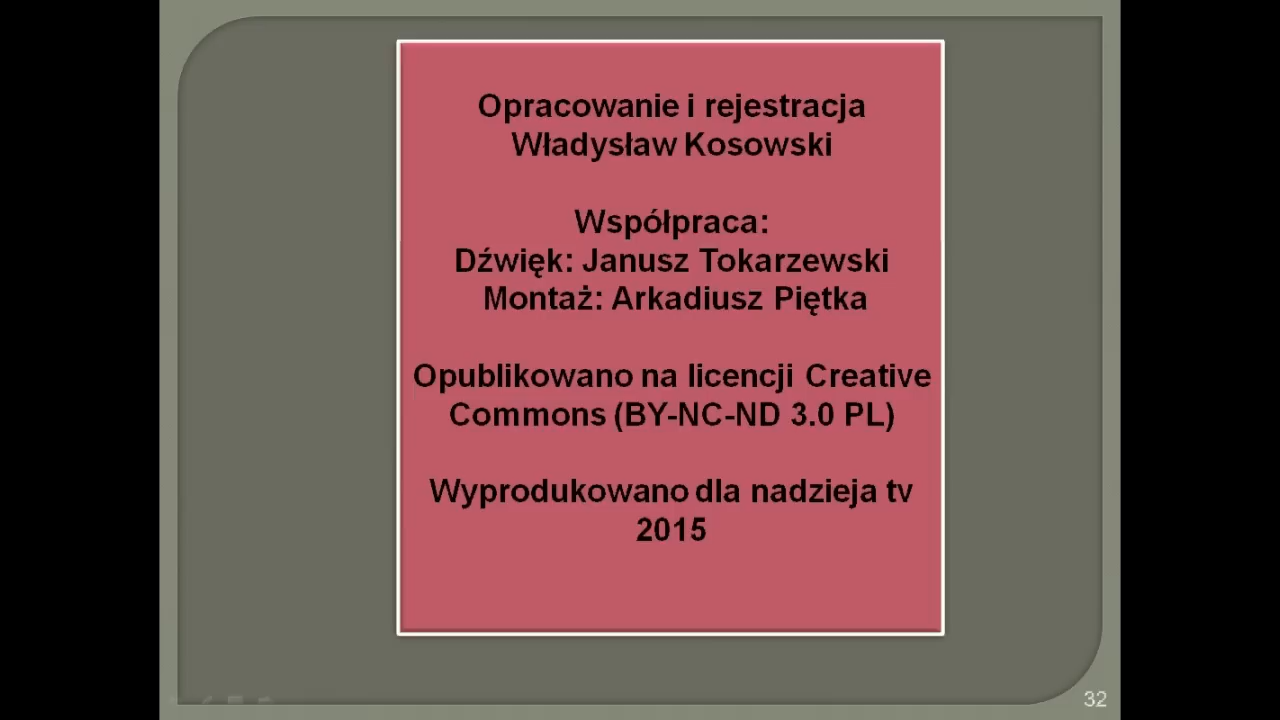 Opracowanie i rejestracja
Władysław Kosowski
Współpraca:
Dźwięk: Janusz Tokarzewski
Montaż: Arkadiusz Piętka
Opublikowano na licencji Creative
Commons (BY-NC-ND 3.0 PL)
Wyprodukowano dla nadzieja tv
2015
32